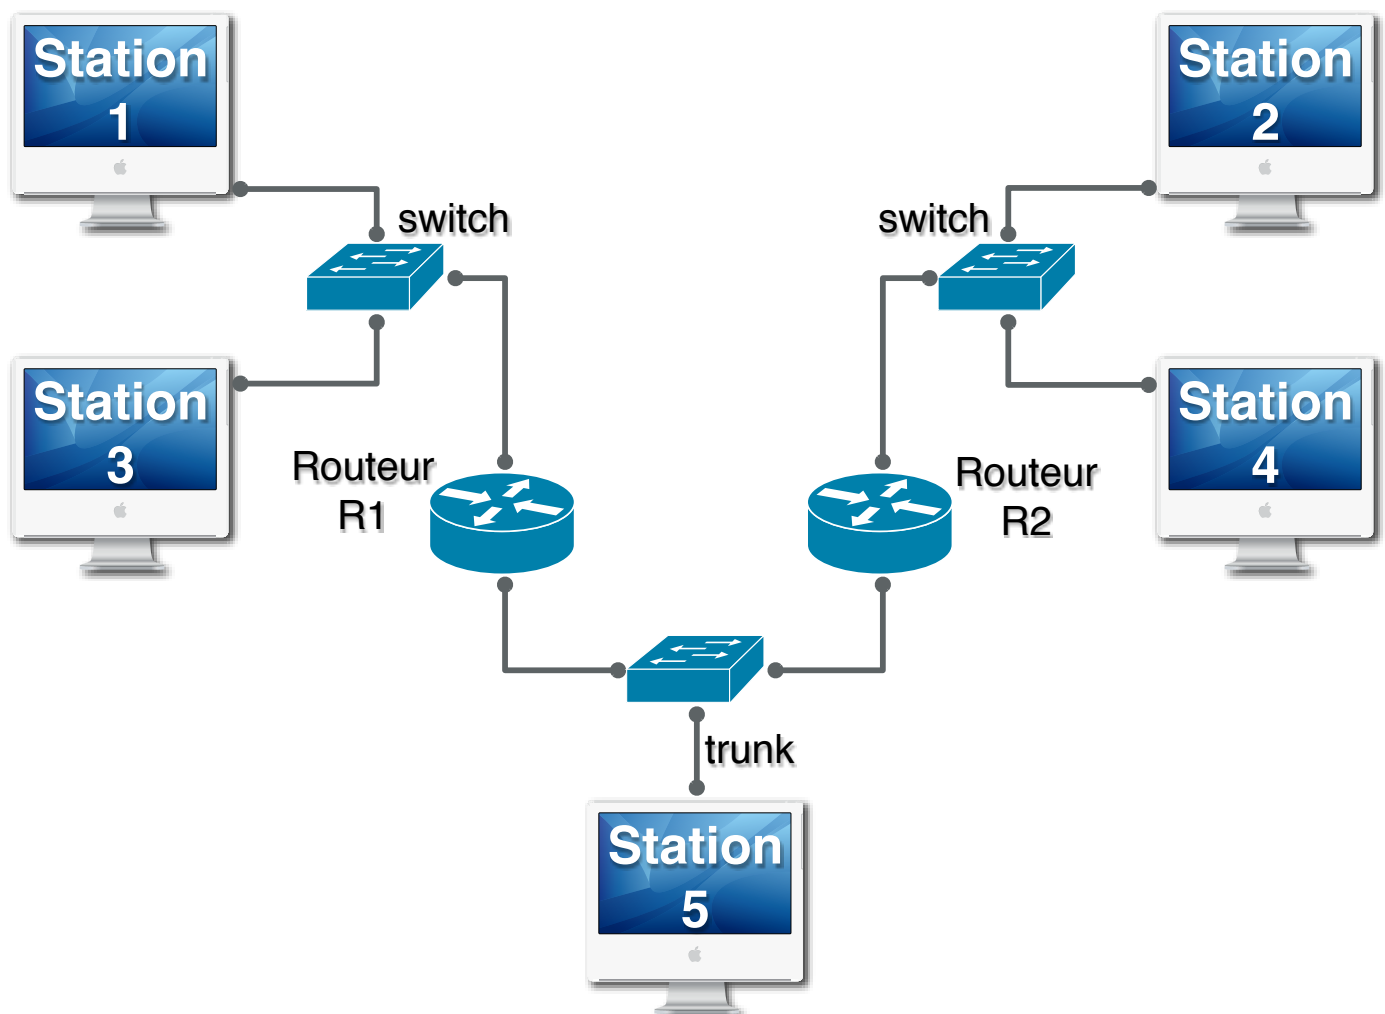 Station
1
Station
2
switch
switch
Station
3
Station
4
Routeur
R1
Routeur
R2
trunk
Station
5